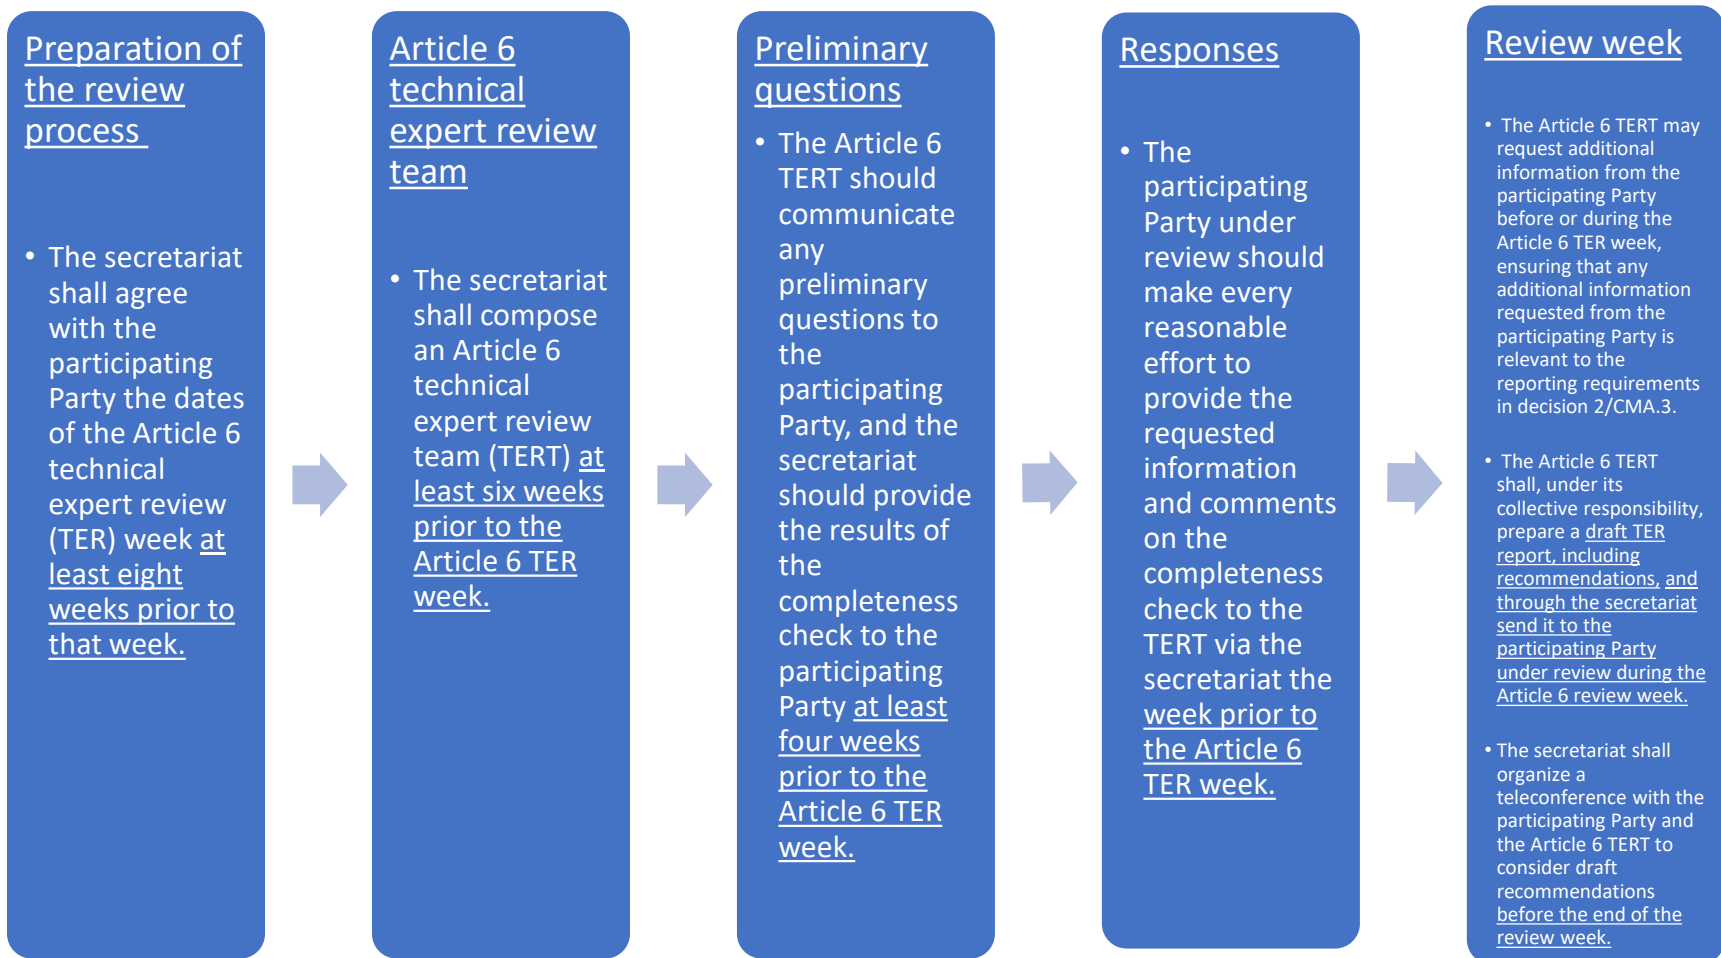 Preparation of
the review
process
• The secretariat
shall agree
with the
participating
Party the dates
of the Article 6
technical
expert review
(TER) week at
least eight
weeks prior to
that week.
Article 6
technical
expert review
team
• The secretariat
shall compose
an Article 6
technical
expert review
team (TERT) at
least six weeks
prior to the
Article 6 TER
week.
Preliminary
questions
• The Article 6
TERT should
communicate
any
preliminary
questions to
the
participating
Party, and the
secretariat
should provide
the results of
the
completeness
check to the
participating
Party at least
four weeks
prior to the
Article 6 TER
week.
Responses
• The
participating
Party under
review should
make every
reasonable
effort to
provide the
requested
information
and comments
on the
completeness
check to the
TERT via the
secretariat the
week prior to
the Article 6
TER week.
Review week
• The Article 6 TERT may
request additional
information from the
participating Party
before or during the
Article 6 TER week,
ensuring that any
additional information
requested from the
participating Party is
relevant to the
reporting requirements
in decision 2/CMA.3.
• The Article 6 TERT
shall, under its
collective responsibility,
prepare a draft TER
report, including
recommendations, and
through the secretariat
send it to the
participating Party
under review during the
Article 6 review week.
• The secretariat shall
organize a
teleconference with the
participating Party and
the Article 6 TERT to
consider draft
recommendations
before the end of the
review week.